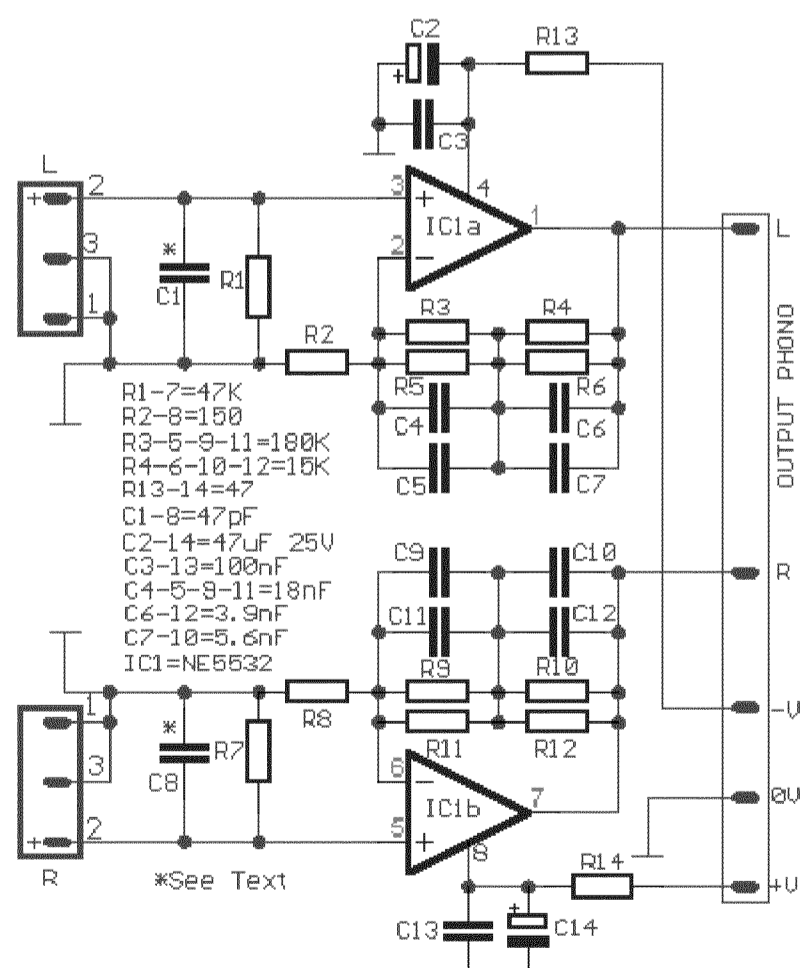 C2
R13
+
C3
L
2
3
4
+
+
1
IC1a
L
3
2
*
−
C1
R1
1
R3
R4
R2
R5
R6
C4
C6
C5
C7
OUTPUT PHONO
R1-7=47K
R2-8=150
R3-5-9-11=180K
R4-6-10-12=15K
R13-14=47
C1-8=47pF
C2-14=47uF 25V
C3-13=100nF
C4-5-9-11=18nF
C6-12=3.9nF
C7-10=5.6nF
IC1=NE5532
C9
C10
R
C11
C12
R9
R10
1
R8
-V
*
R7
R11
R12
3
C8
6
−
IC1b
7
0V
2
5
+
+
8
R14
R
*See Text
+V
+
C13
C14